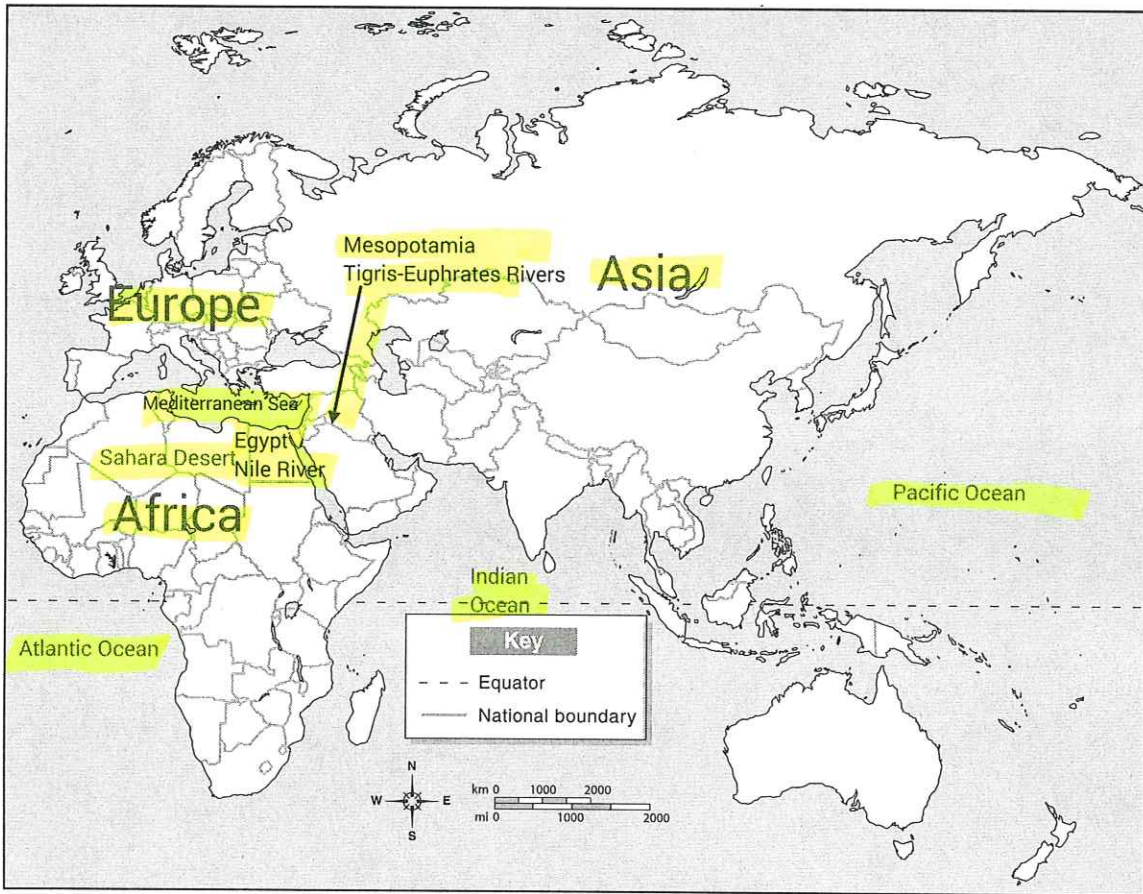 Mesopotamia
Tigris-Euphrates Rivers
Asia
Europe
Mediterranean Sea
Egypt
Nile River
Sahara Desert
Africa
Pacific Ocean
Indian
Ocean
Atlantic Ocean
Key
Equator
National boundary
N
W E
S
km 0 1000 2000
mi 0 1000 2000